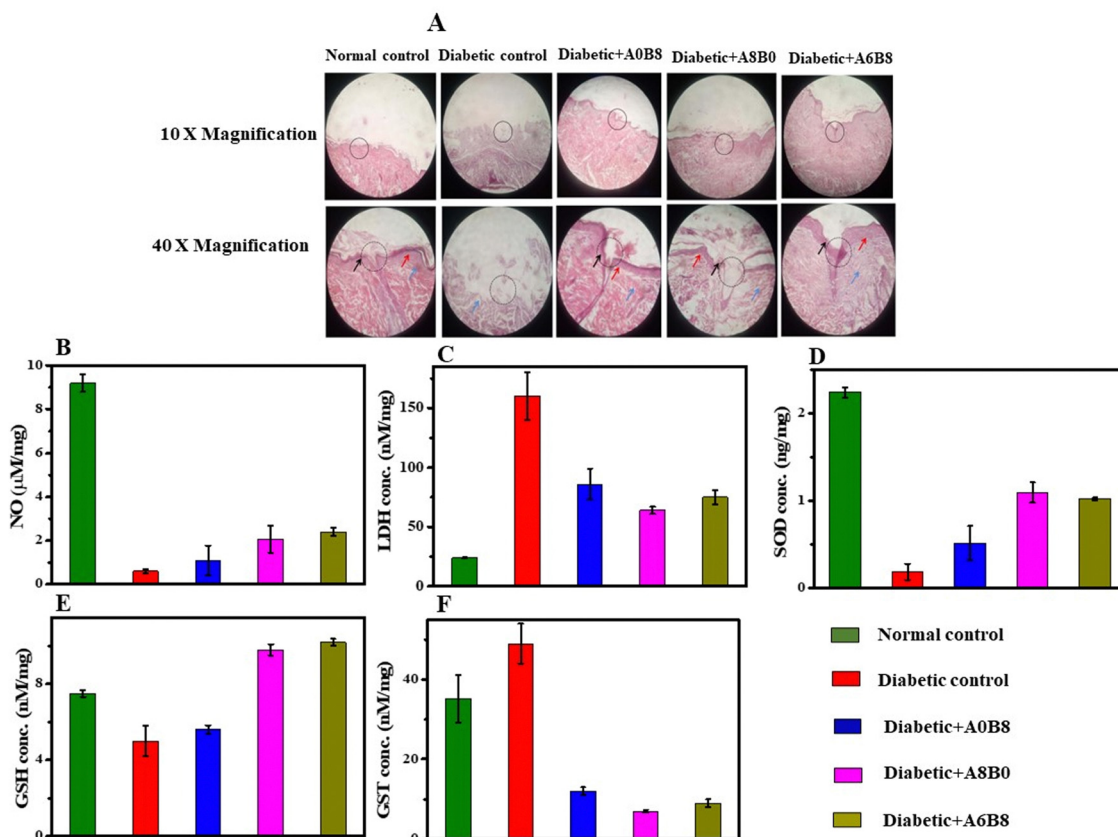 A
Normal control Diabetic control Diabetic+A0B8 Diabetic+A8B0 Diabetic+A6B8
10 X Magnification
40 X Magnification
B
10
8
6
4
2
0
NO (μM/mg)
C
150
100
50
0
LDH conc. (nM/mg)
D
2
1
0
SOD conc. (ng/mg)
E
8
4
0
GSH conc. (nM/mg)
F
40
20
0
GST conc. (nM/mg)
Normal control
Diabetic control
Diabetic+A0B8
Diabetic+A8B0
Diabetic+A6B8